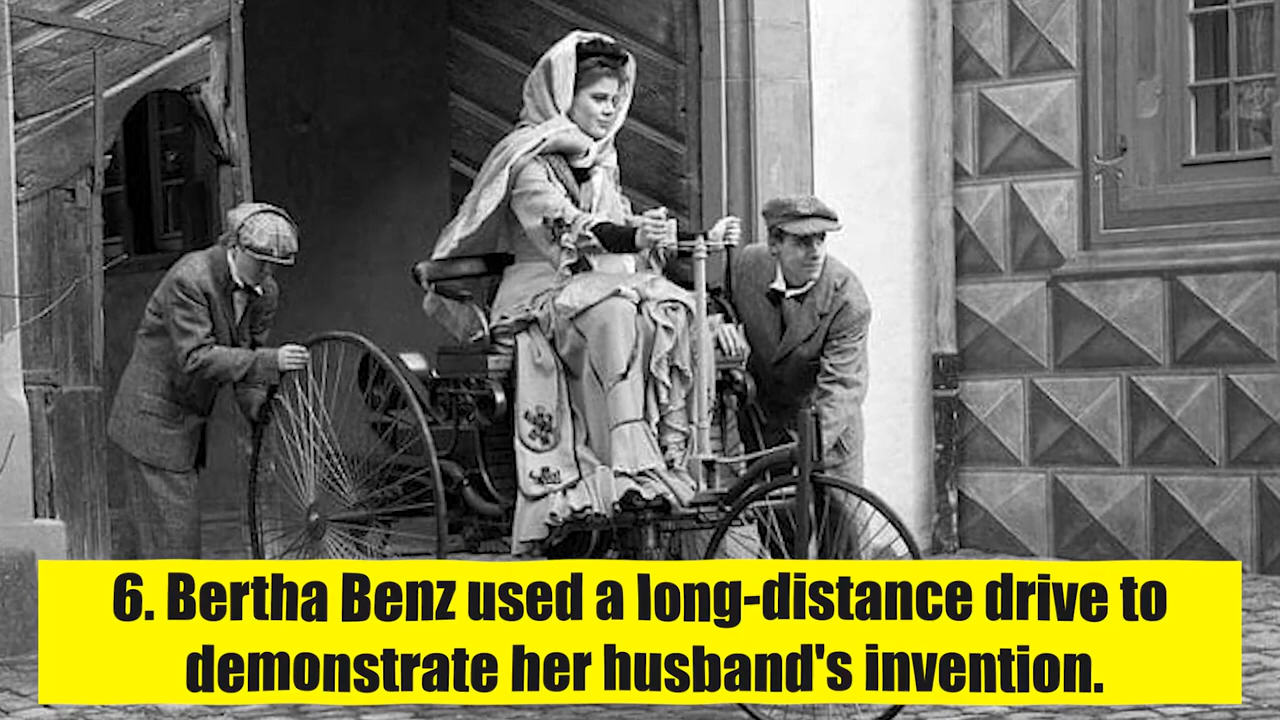 6. Bertha Benz used a long-distance drive to
demonstrate her husband's invention.